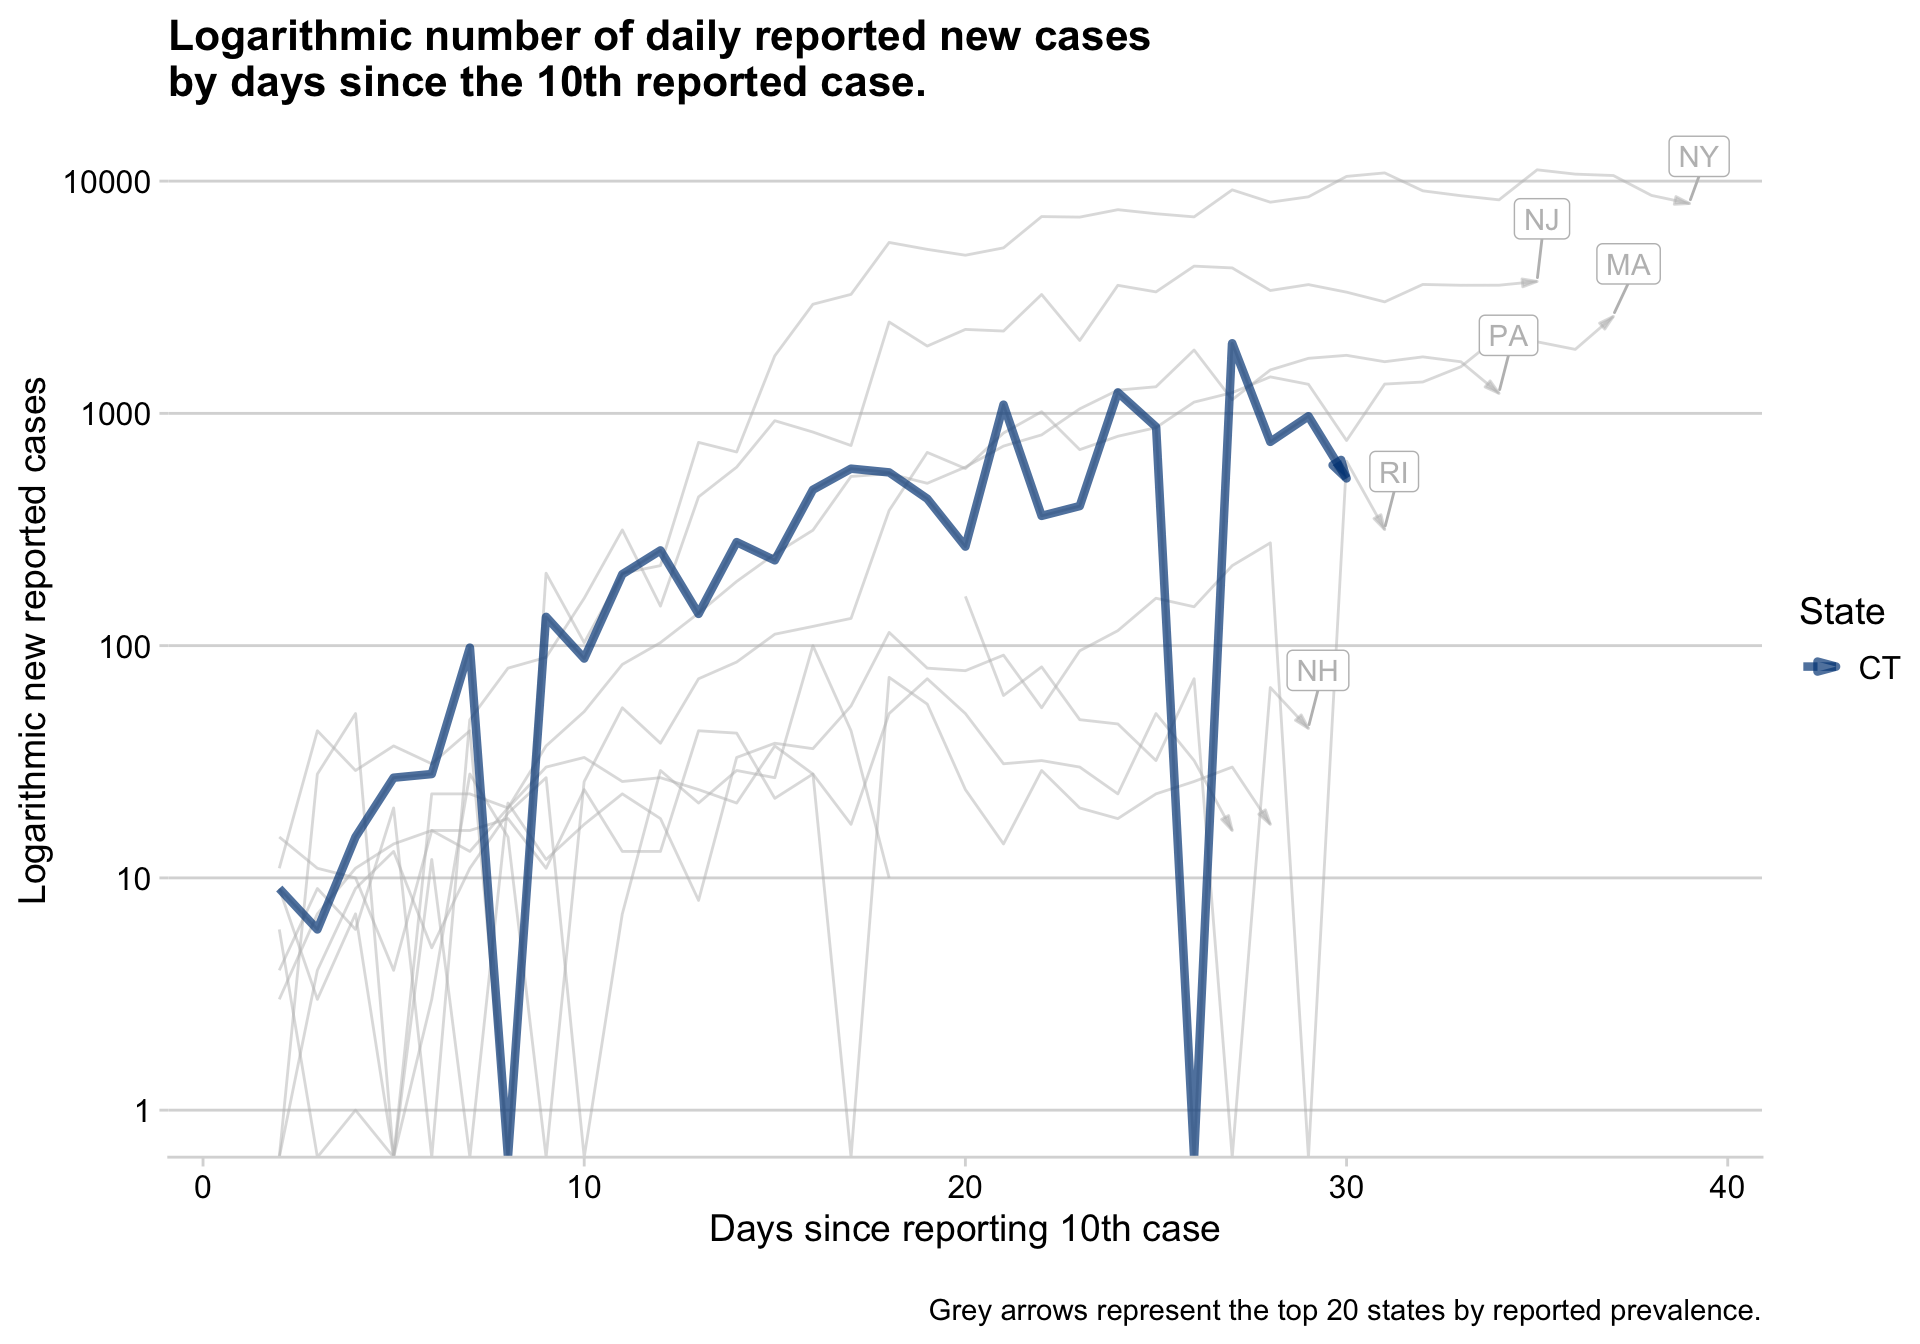 Logarithmic number of daily reported new cases
by days since the 10th reported case.
Logarithmic new reported cases
10000
1000
100
10
1
NY
NJ
MA
PA
RI
NH
State
CT
0
10
20
30
40
Days since reporting 10th case
Grey arrows represent the top 20 states by reported prevalence.